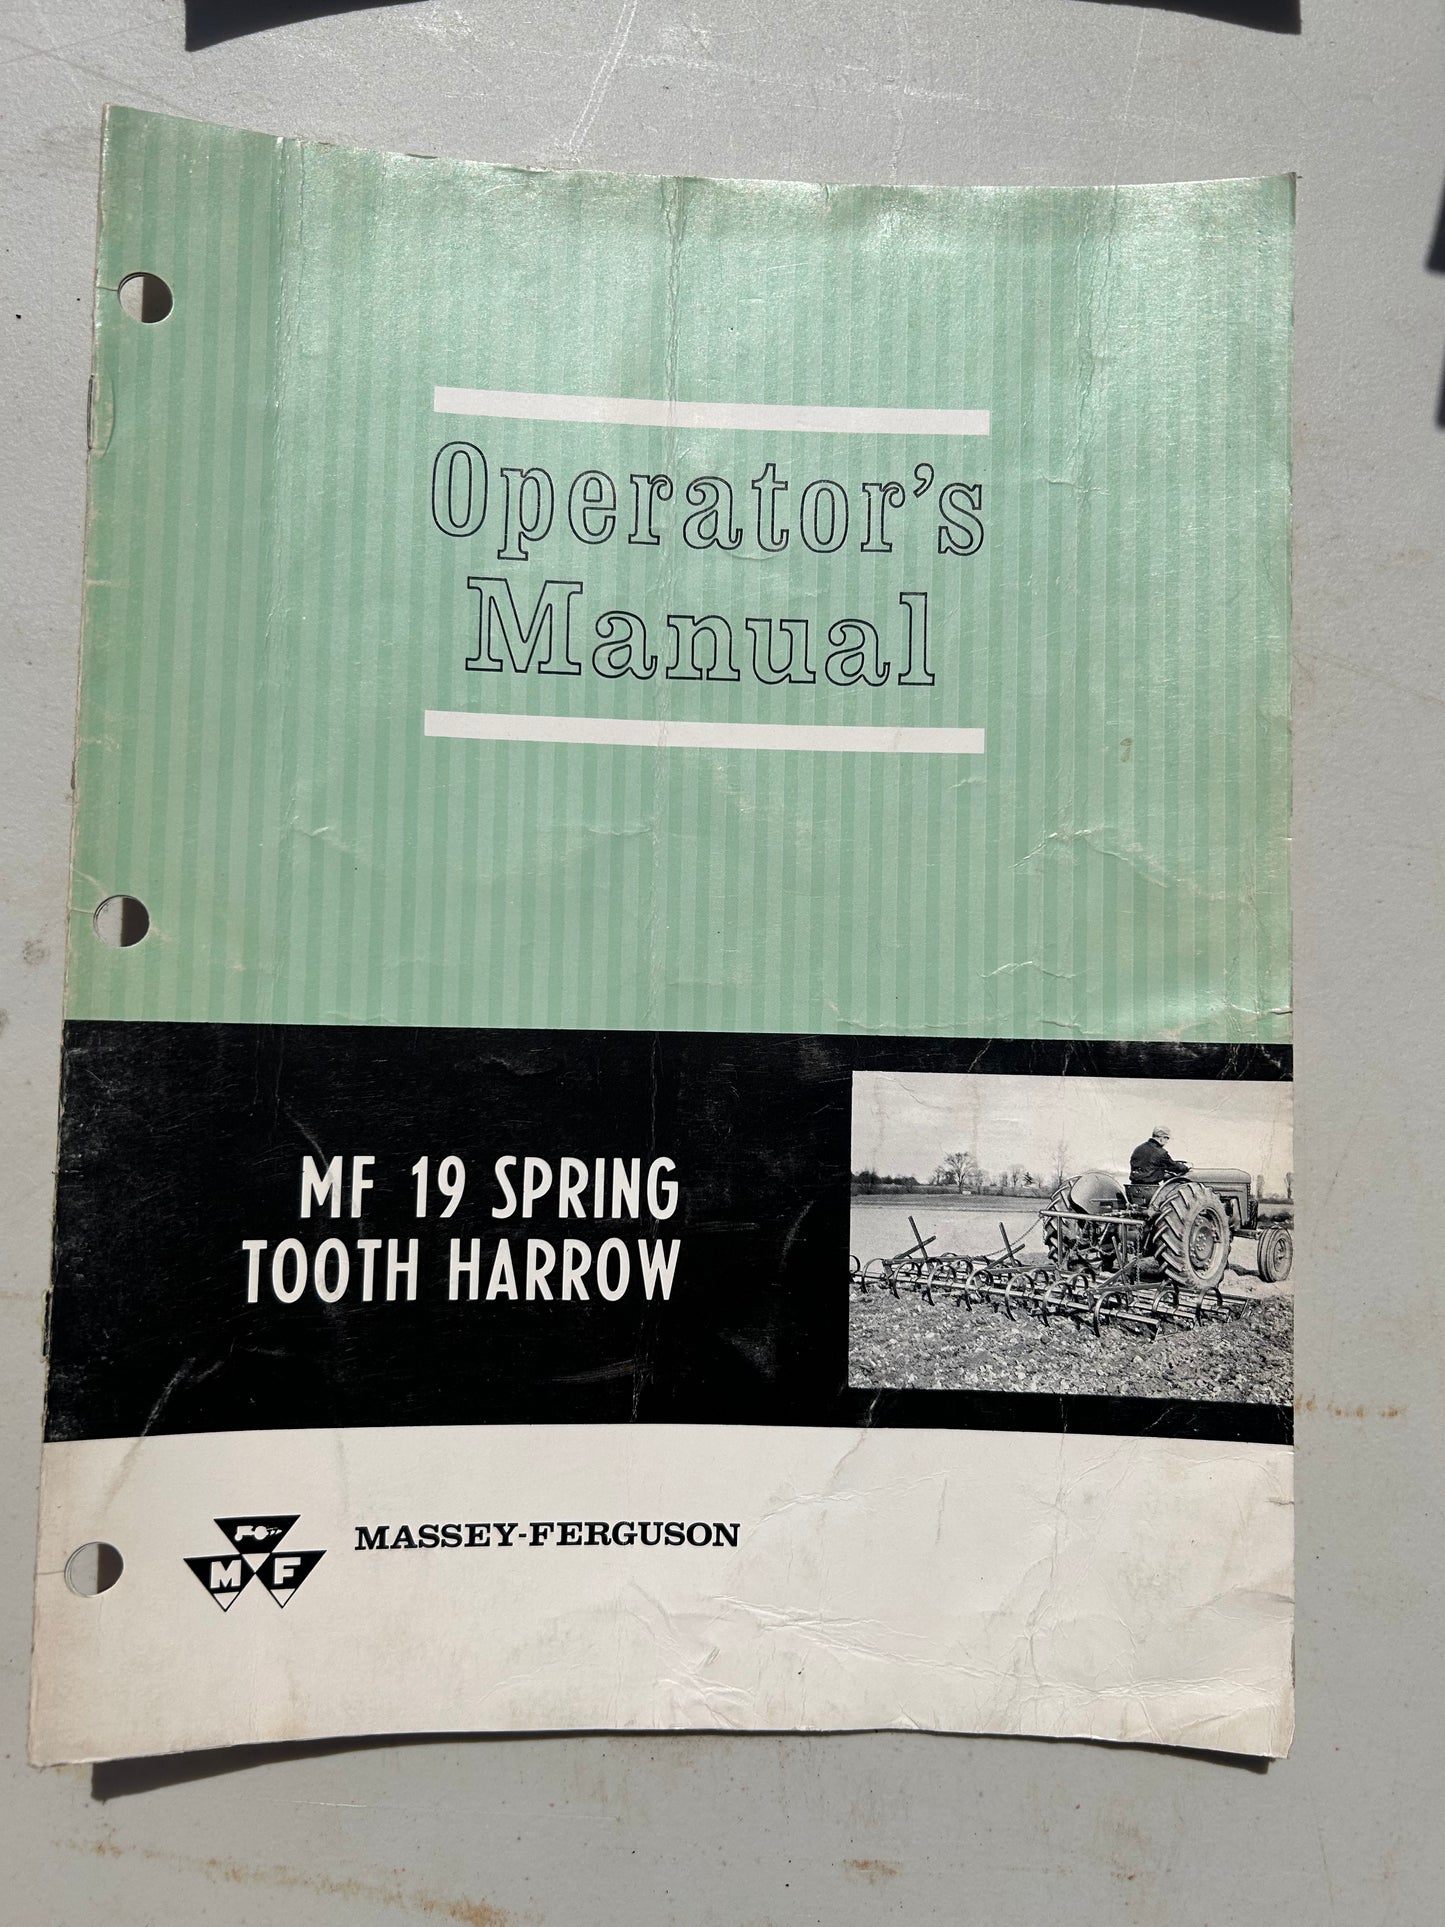 Operator's
Manual
MF 19 SPRING
TOOTH HARROW
MF
MASSEY-FERGUSON